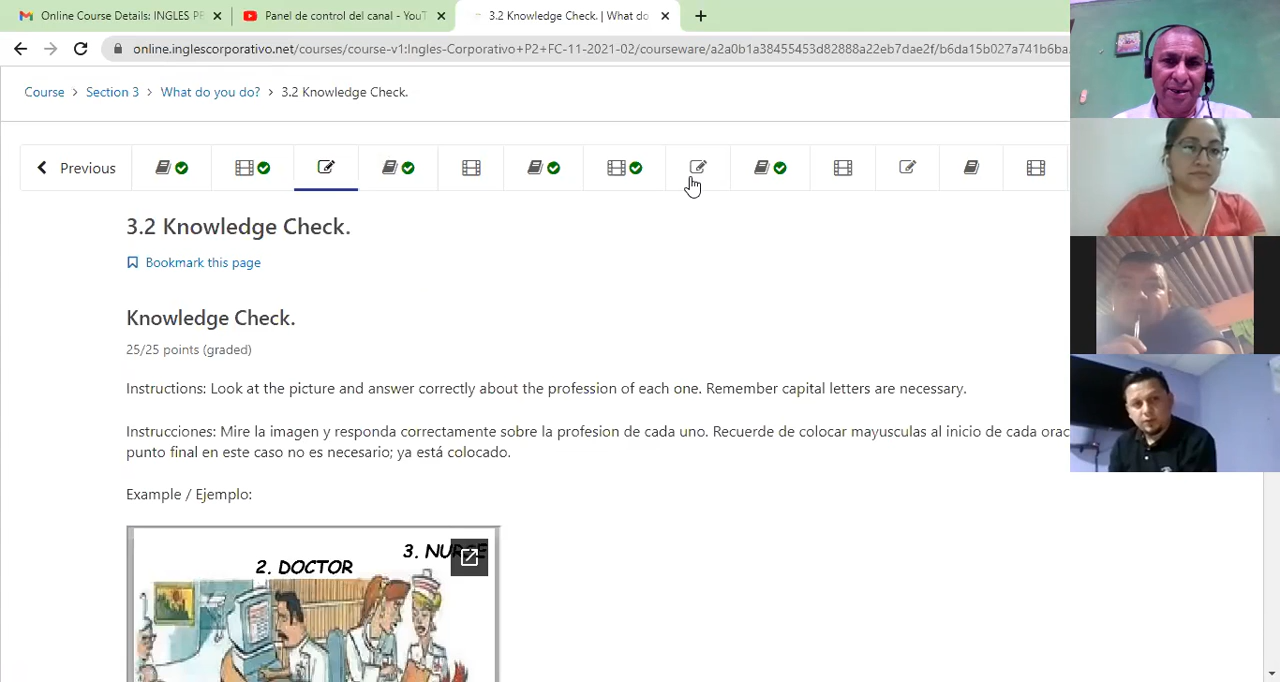 Online Course Details: INGLES PE
Panel de control del canal - YouT
3.2 Knowledge Check. | What do
online.inglescorporativo.net/courses/course-v1:Ingles-Corporativo+P2+FC-11-2021-02/courseware/a2a0b1a38455453d82888a22eb7dae2f/b6da15b027a741b6ba
Course > Section 3 > What do you do? > 3.2 Knowledge Check.
Previous
3.2 Knowledge Check.
Bookmark this page
Knowledge Check.
25/25 points (graded)
Instructions: Look at the picture and answer correctly about the profession of each one. Remember capital letters are necessary.
Instrucciones: Mire la imagen y responda correctamente sobre la profesion de cada uno. Recuerde de colocar mayusculas al inicio de cada orac
punto final en este caso no es necesario; ya está colocado.
Example / Ejemplo:
3. NURSE
2. DOCTOR